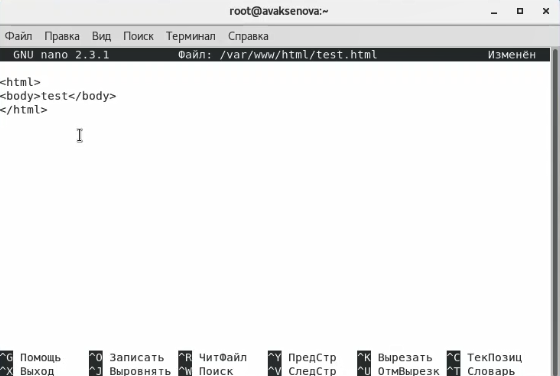 root@avaksenova:~
Файл Правка Вид Поиск Терминал Справка
GNU nano 2.3.1 Файл: /var/www/html/test.html Изменён
<html>
<body>test</body>
</html>
^G Помощь ^O Записать ^R ЧитФайл ^Y ПредСтр ^K Вырезать ^C ТекПозиц
^X Выход ^J Выровнять ^W Поиск ^V СледСтр ^U ОтмВырезк ^T Словарь